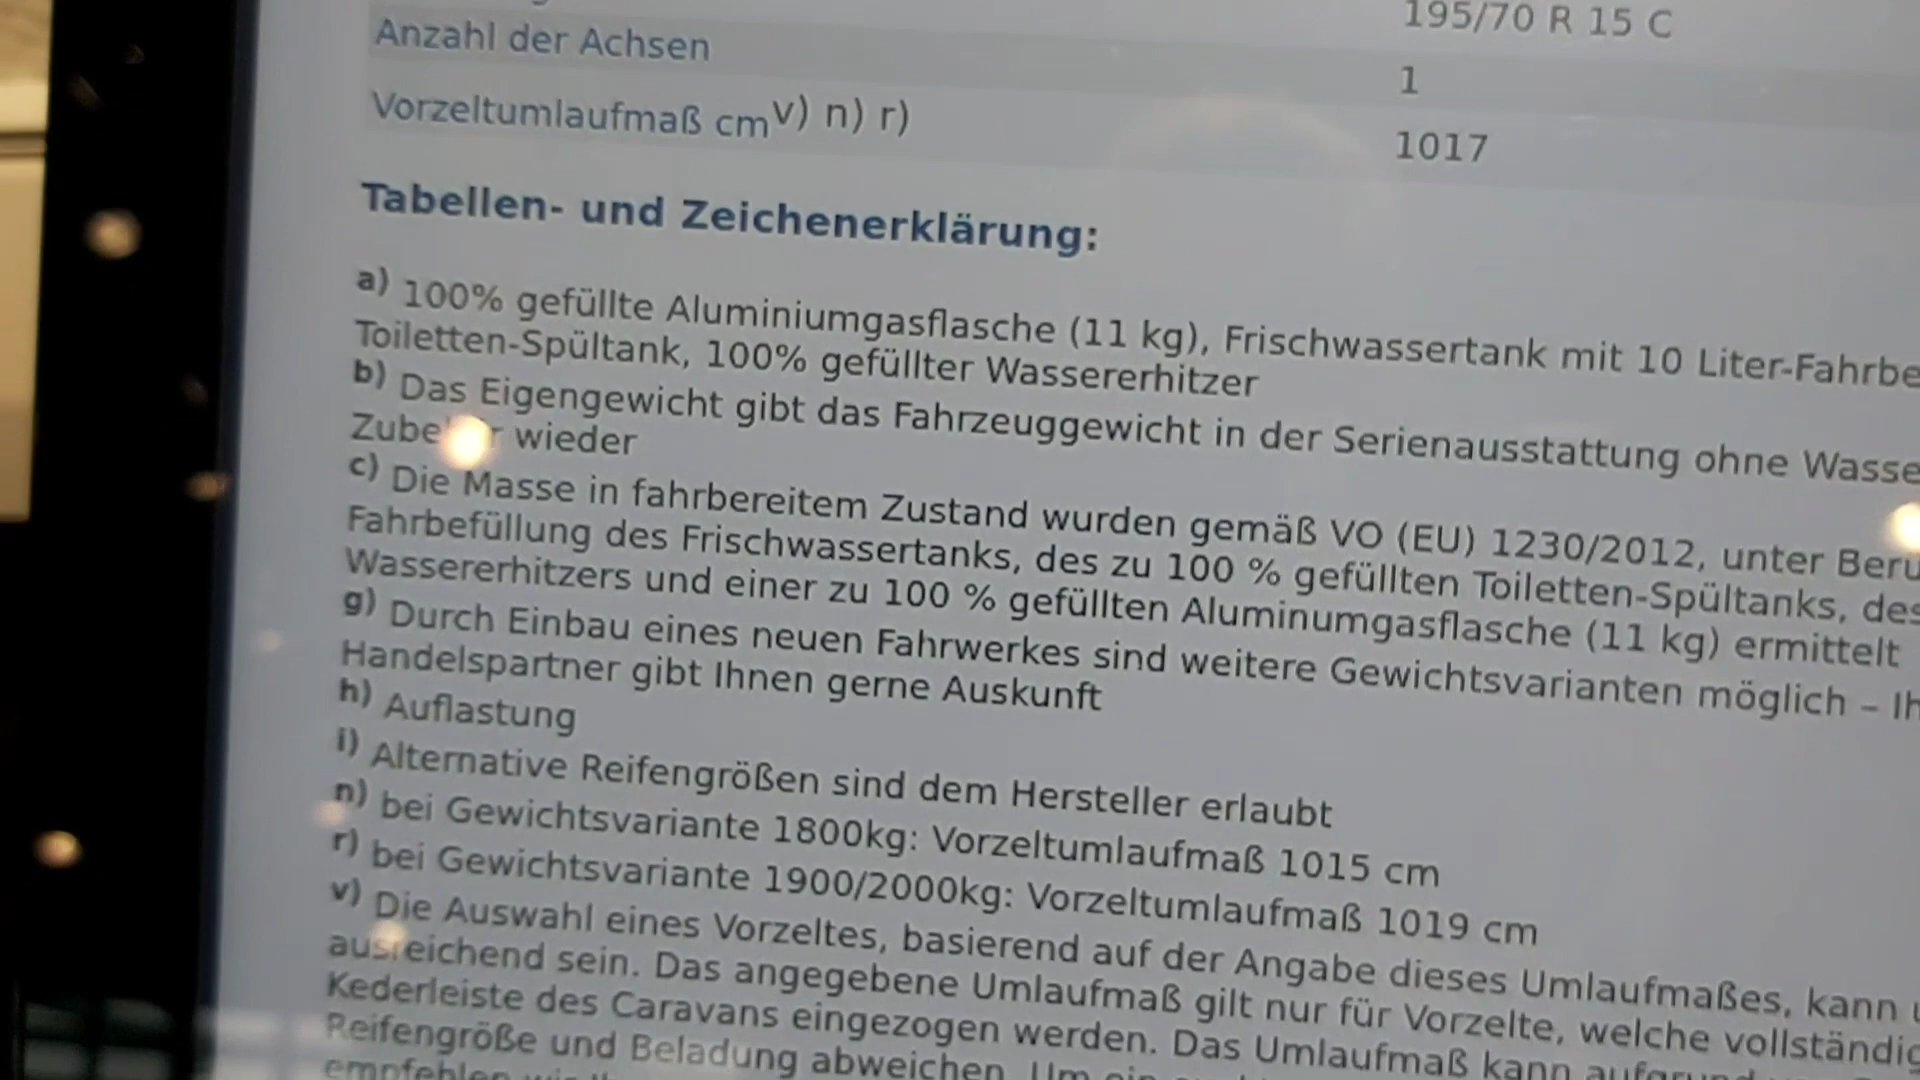 195/70 R 15 C
Anzahl der Achsen 1
Vorzeltumlaufmaß cm v) n) r) 1017
Tabellen- und Zeichenerklärung:
a) 100% gefüllte Aluminiumgasflasche (11 kg), Frischwassertank mit 10 Liter-Fahrbe
Toiletten-Spültank, 100% gefüllter Wassererhitzer
b) Das Eigengewicht gibt das Fahrzeuggewicht in der Serienausstattung ohne Wasse
wieder
c) Die Masse in fahrbereitem Zustand wurden gemäß VO (EU) 1230/2012, unter Beru
Fahrbefüllung des Frischwassertanks, des zu 100 % gefüllten Toiletten-Spültanks, des
Wassererhitzers und einer zu 100 % gefüllten Aluminumgasflasche (11 kg) ermittelt
g) Durch Einbau eines neuen Fahrwerkes sind weitere Gewichtsvarianten möglich – Ih
Handelspartner gibt Ihnen gerne Auskunft
h) Auflastung
i) Alternative Reifengrößen sind dem Hersteller erlaubt
n) bei Gewichtsvariante 1800kg: Vorzeltumlaufmaß 1015 cm
r) bei Gewichtsvariante 1900/2000kg: Vorzeltumlaufmaß 1019 cm
v) Die Auswahl eines Vorzeltes, basierend auf der Angabe dieses Umlaufmaßes, kann
ausreichend sein. Das angegebene Umlaufmaß gilt nur für Vorzelte, welche vollständig
Kederleiste des Caravans eingezogen werden. Das Umlaufmaß kann aufgrund
Reifengröße und Beladung abweichen. Um ein
empfehlen wir